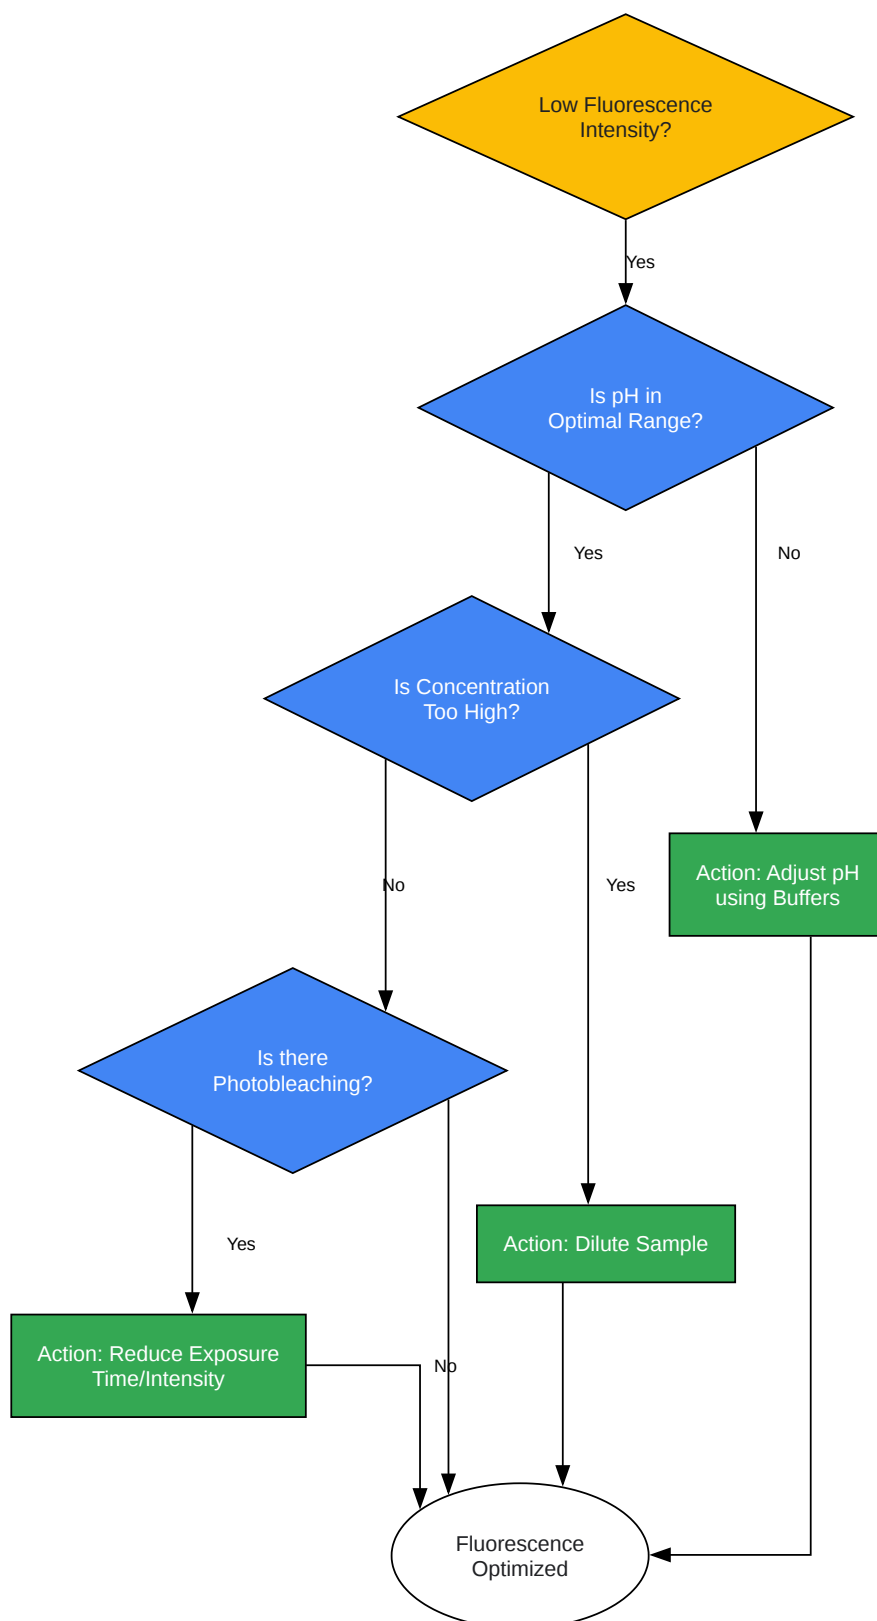 Low Fluorescence
Intensity?
Yes
Is pH in
Optimal Range?
Yes
No
Is Concentration
Too High?
Action: Adjust pH
using Buffers
No
Yes
Is there
Photobleaching?
Yes
Action: Dilute Sample
Action: Reduce Exposure
Time/Intensity
No
Fluorescence
Optimized